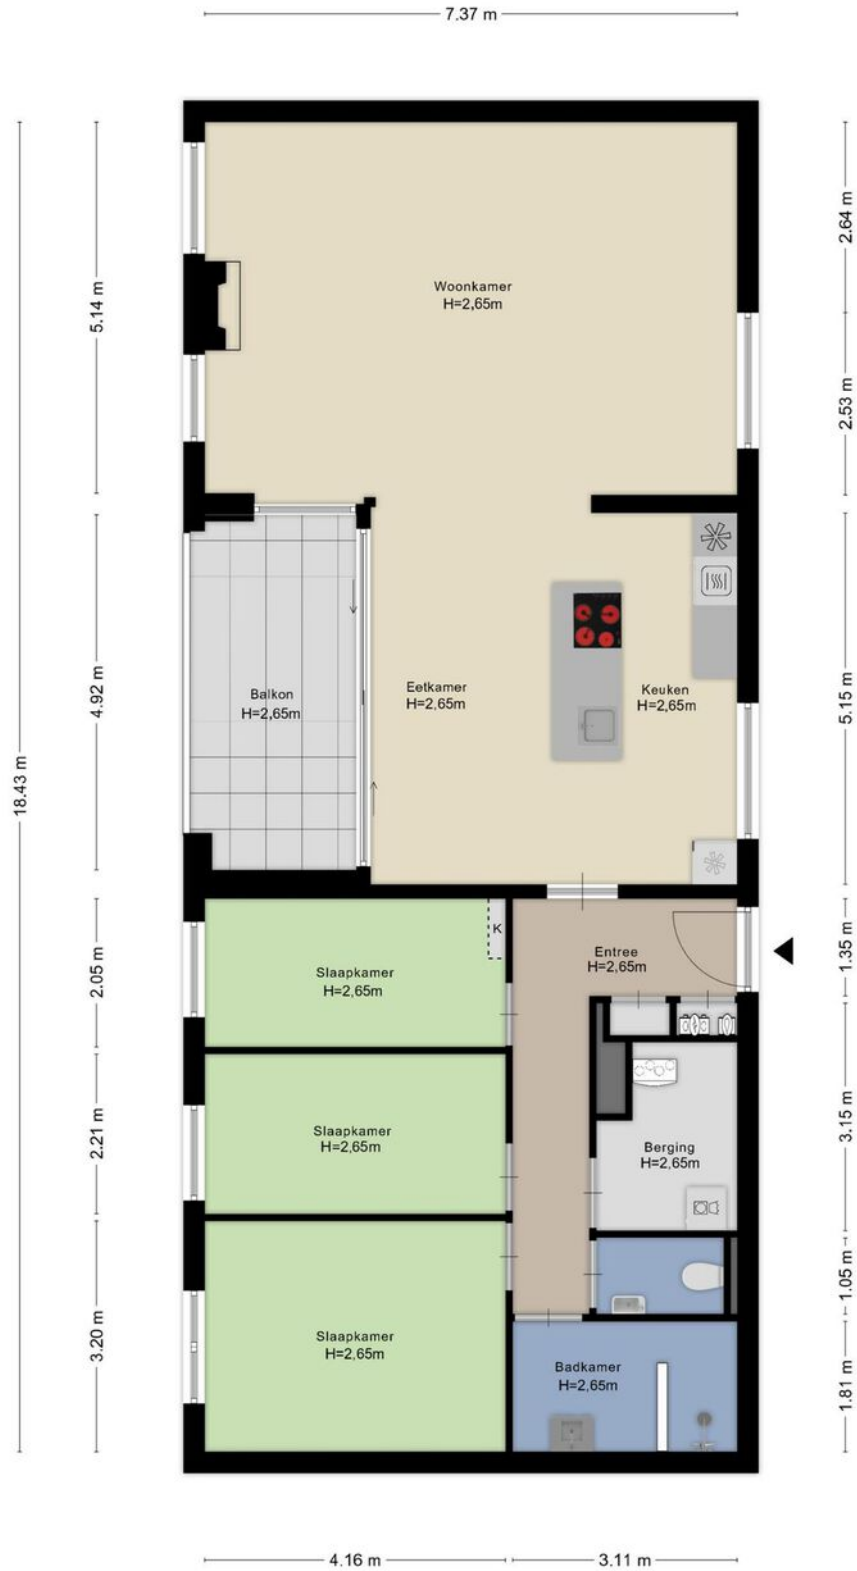 7.37 m
2.64 m
5.14 m
Woonkamer
H=2,65m
2.53 m
18.43 m
4.92 m
Balkon
H=2,65m
Eetkamer
H=2,65m
Keuken
H=2,65m
5.15 m
2.05 m
Slaapkamer
H=2,65m
K
Entree
H=2,65m
1.35 m
2.21 m
Slaapkamer
H=2,65m
Berging
H=2,65m
3.15 m
3.20 m
Slaapkamer
H=2,65m
1.05 m
Badkamer
H=2,65m
1.81 m
4.16 m
3.11 m